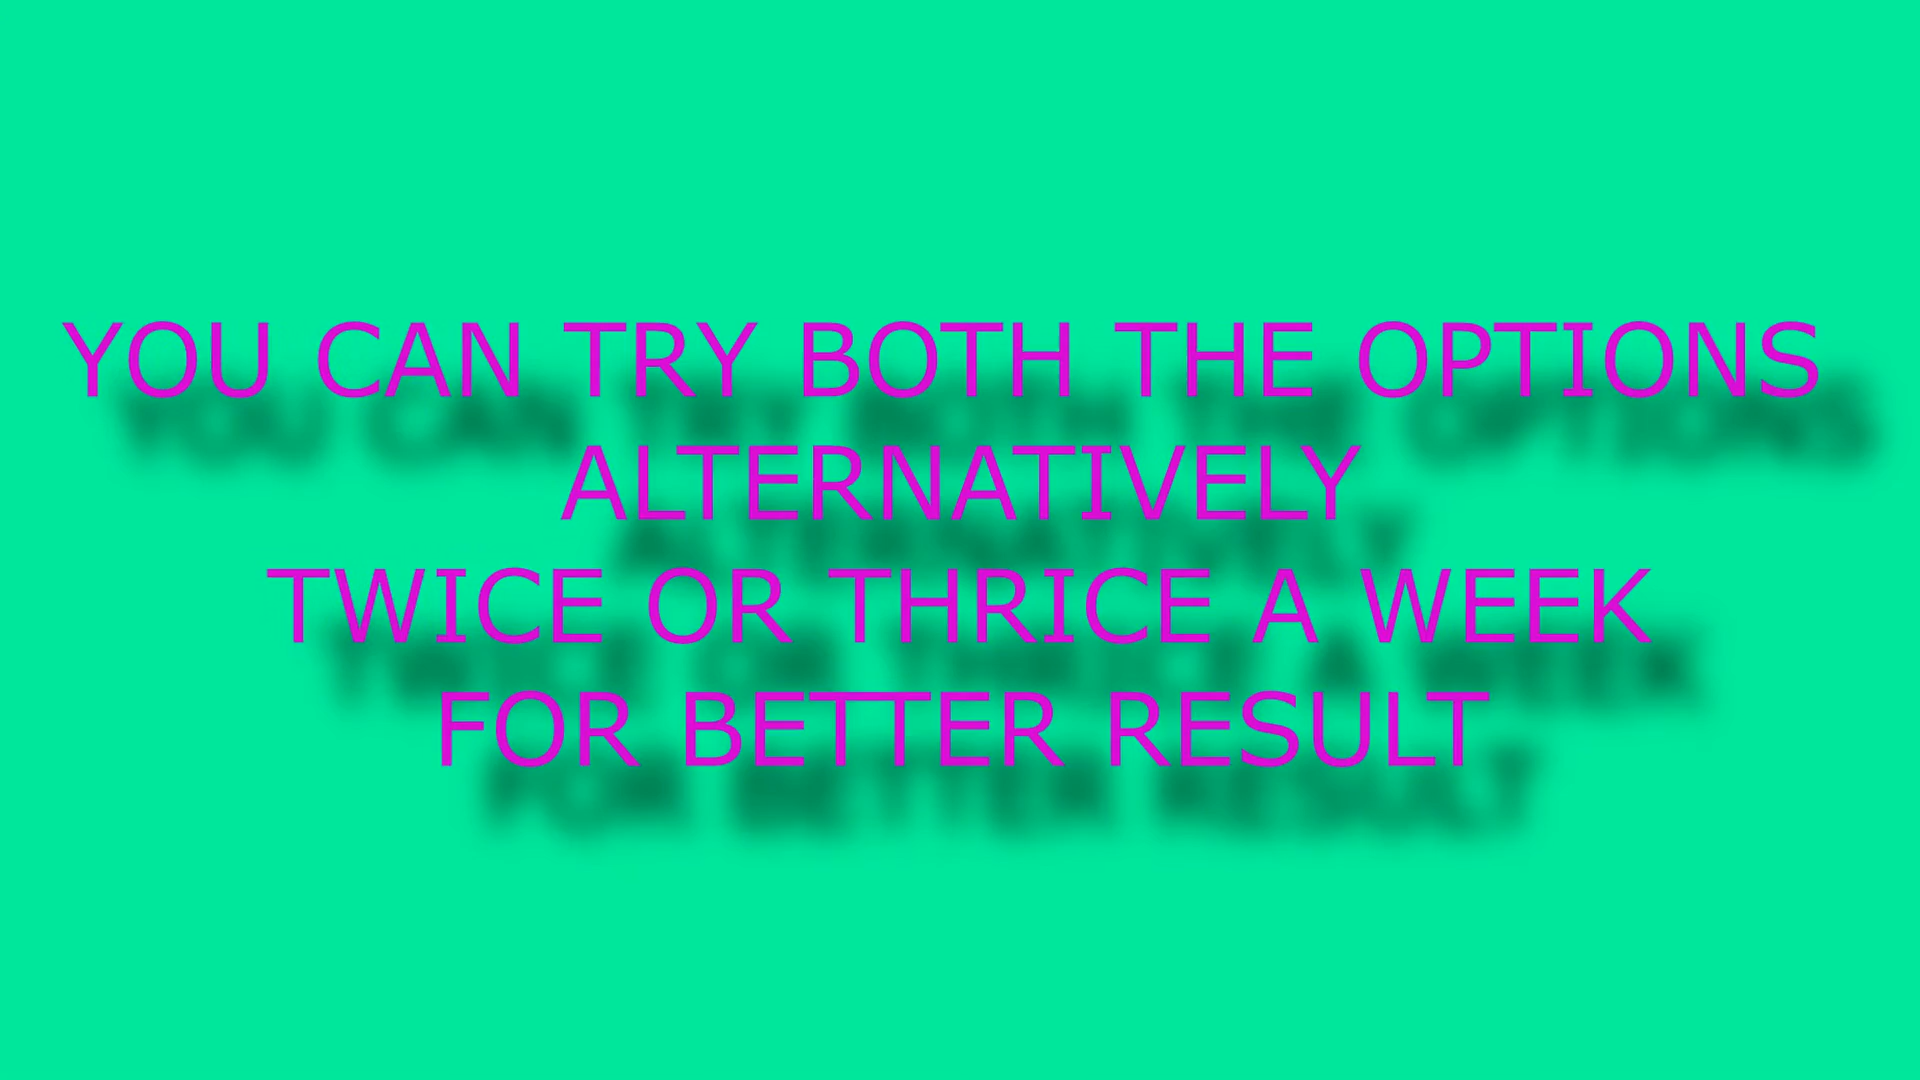 YOU CAN TRY BOTH THE OPTIONS
ALTERNATIVELY
TWICE OR THRICE A WEEK
FOR BETTER RESULT